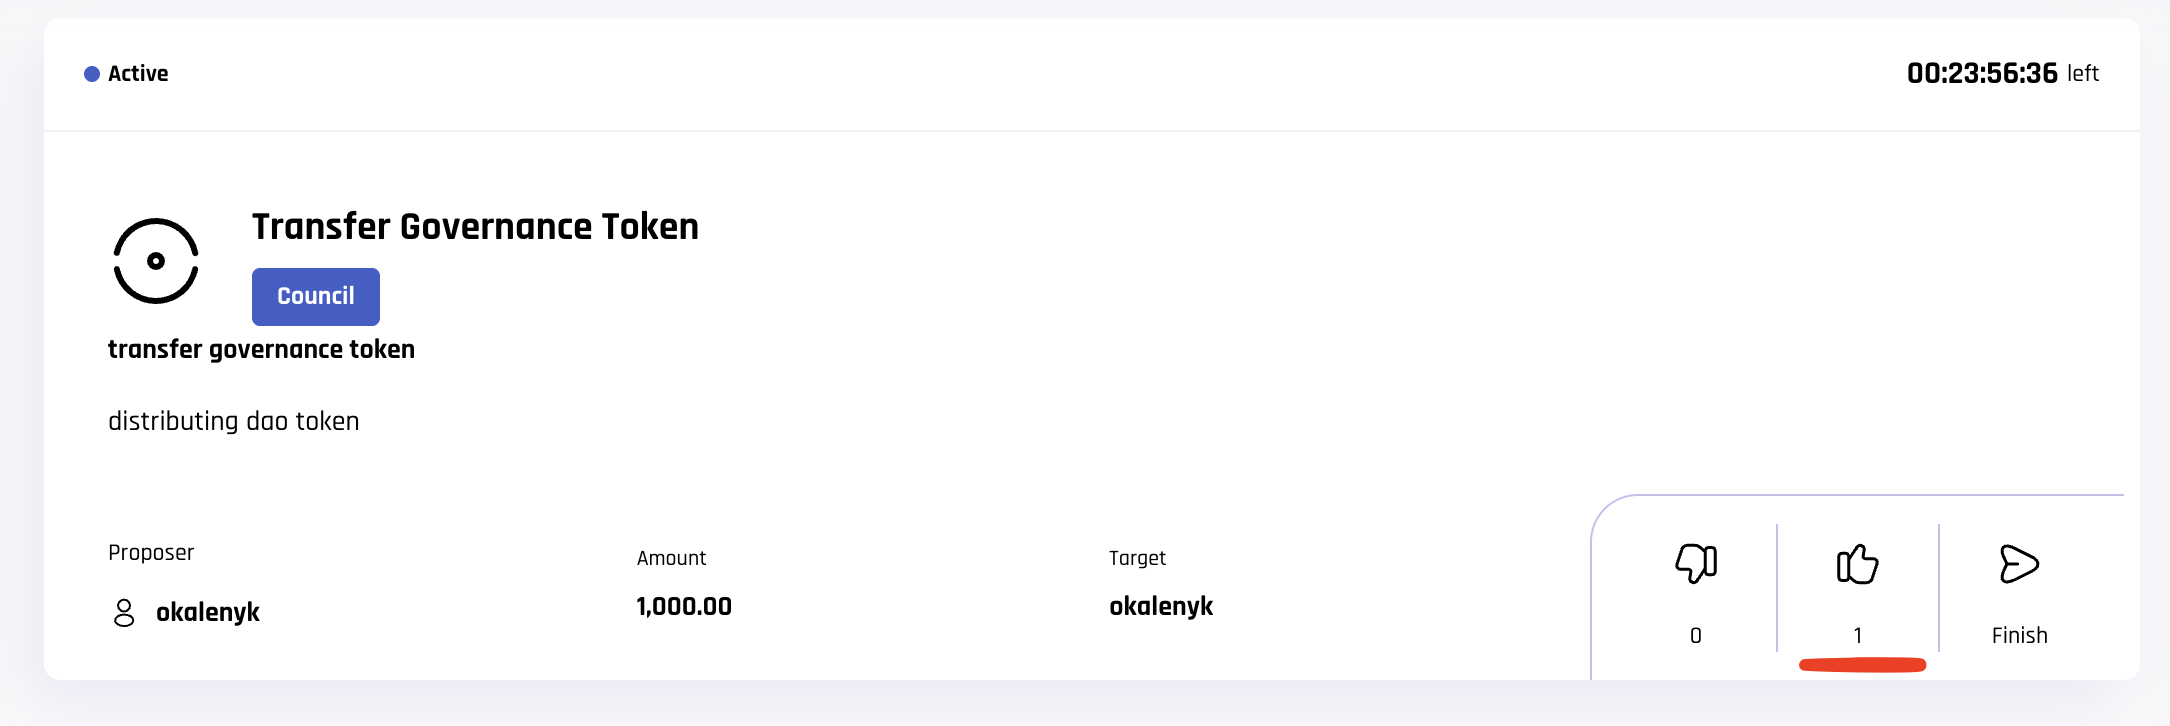 Active
00:23:56:36 left
Transfer Governance Token
Council
transfer governance token
distributing dao token
Proposer
okalenyk
Amount
1,000.00
Target
okalenyk
0
1
Finish